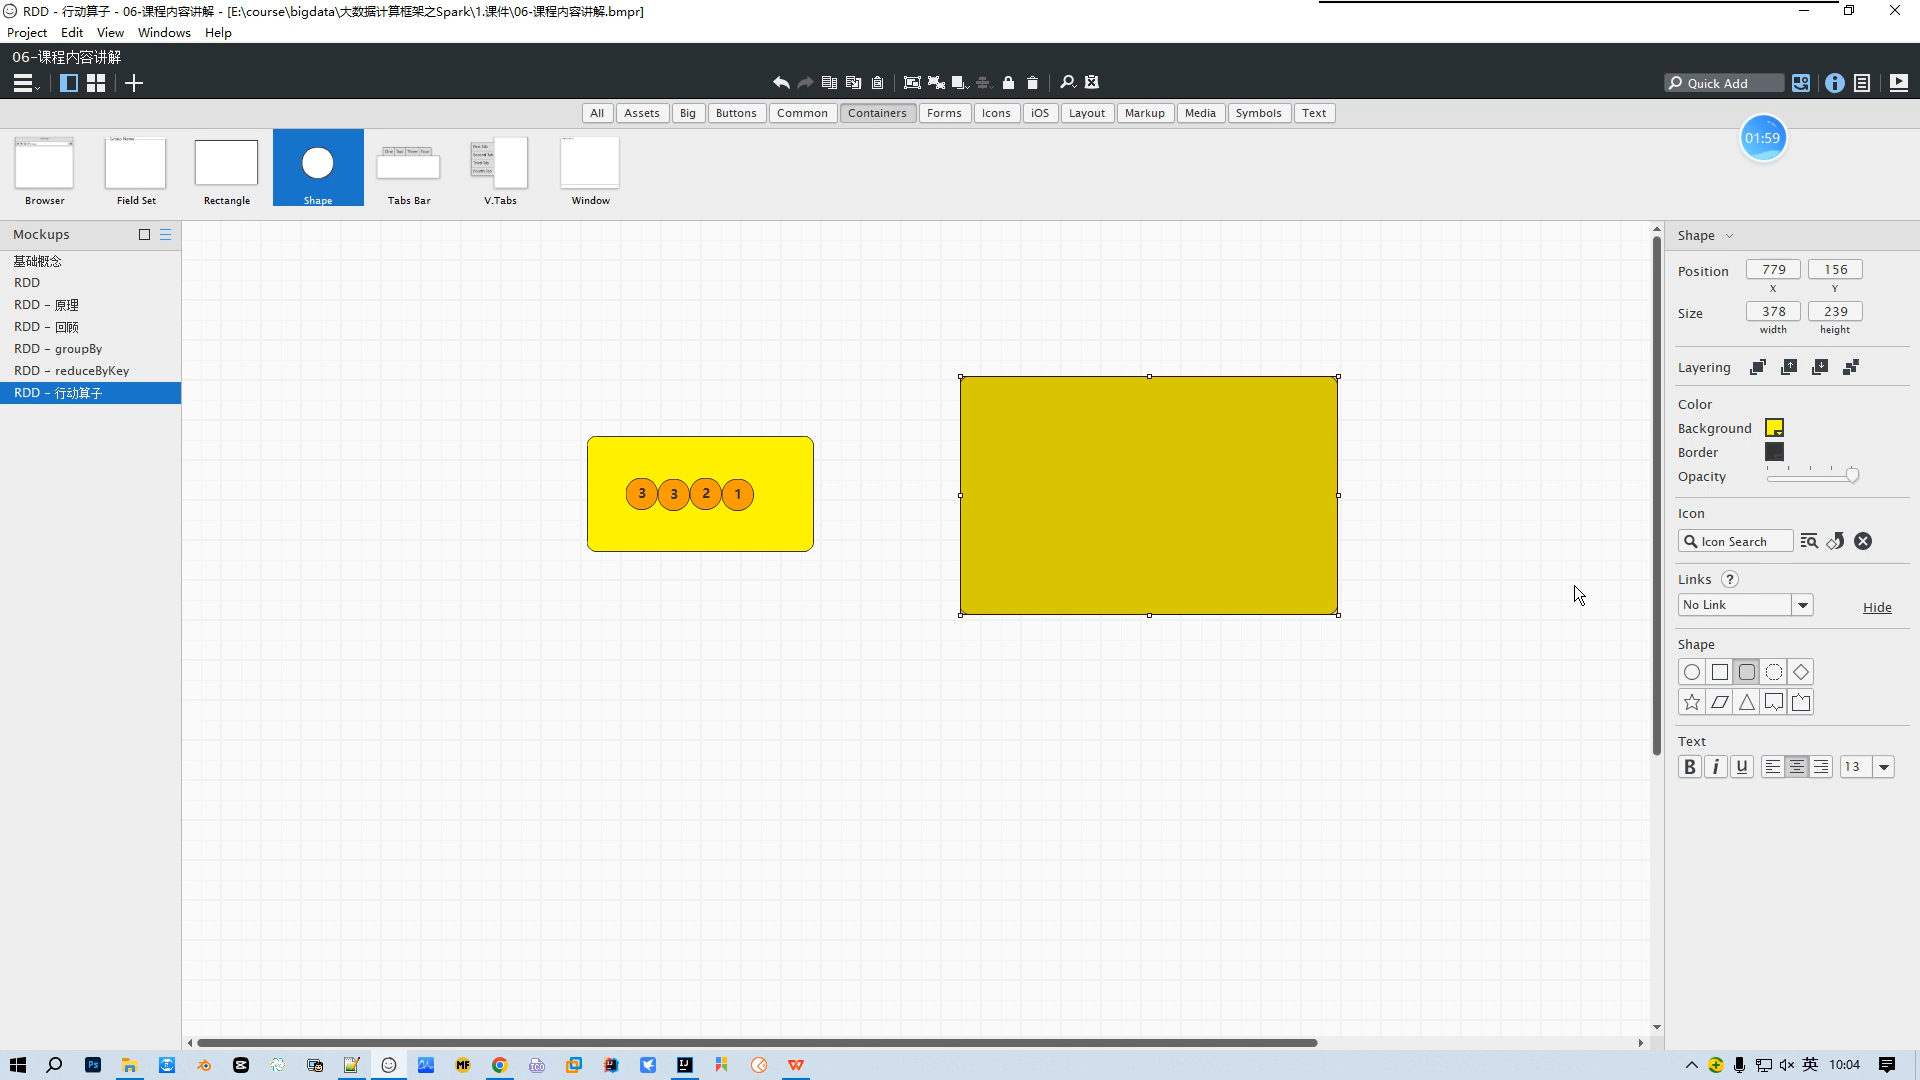 RDD - 行动算子 - 06-课程内容讲解 - [E:\course\bigdata\大数据计算框架之Spark\1.课件\06-课程内容讲解.bmpr]
Project Edit View Windows Help
06-课程内容讲解
Quick Add
All Assets Big Buttons Common Containers Forms Icons iOS Layout Markup Media Symbols Text
01:59
Browser Field Set Rectangle Shape Tabs Bar V.Tabs Window
Mockups
基础概念
RDD
RDD - 原理
RDD - 回顾
RDD - groupBy
RDD - reduceByKey
RDD - 行动算子
3 3 2 1
Shape
Position 779 156
X Y
Size 378 239
width height
Layering
Color
Background
Border
Opacity
Icon
Icon Search
Links ?
No Link Hide
Shape
Text
B i U 13
英 10:04